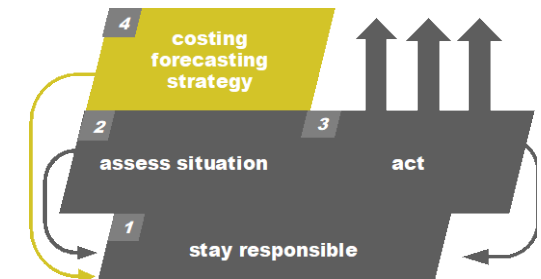 4
costing
forecasting
strategy
2
3
assess situation
act
1
stay responsible